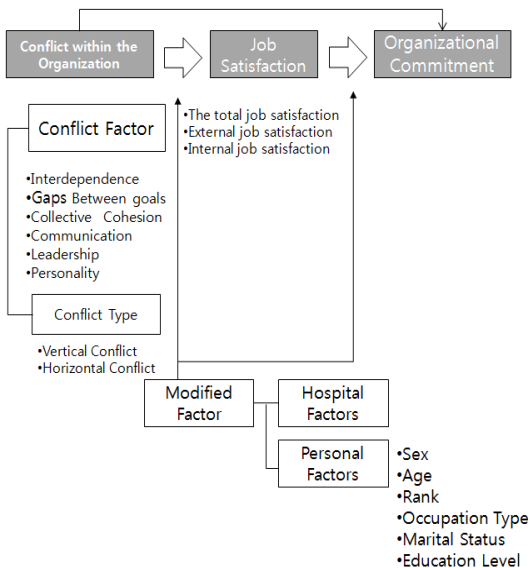 Conflict within the
Organization
Job
Satisfaction
Organizational
Commitment
•The total job satisfaction
•External job satisfaction
•Internal job satisfaction
Conflict Factor
•Interdependence
•Gaps Between goals
•Collective Cohesion
•Communication
•Leadership
•Personality
Conflict Type
•Vertical Conflict
•Horizontal Conflict
Modified
Factor
Hospital
Factors
Personal
Factors
•Sex
•Age
•Rank
•Occupation Type
•Marital Status
•Education Level